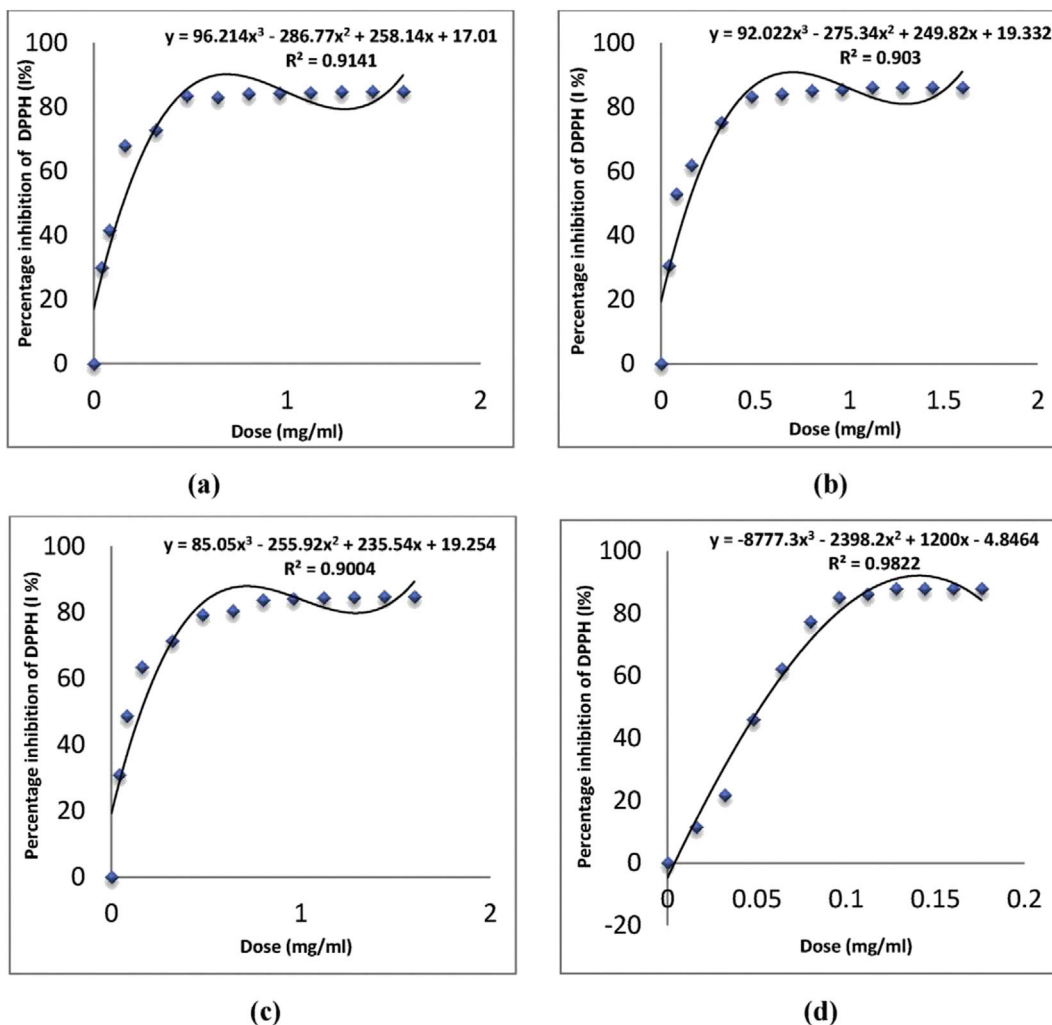 y = 96.214x³ - 286.77x² + 258.14x + 17.01
R² = 0.9141
100
80
60
40
20
0
Percentage inhibition of DPPH (I%)
0
1
2
Dose (mg/ml)
(a)
y = 92.022x³ - 275.34x² + 249.82x + 19.332
R² = 0.903
100
80
60
40
20
0
Percentage inhibition of DPPH (I %)
0
0.5
1
1.5
2
Dose (mg/ml)
(b)
y = 85.05x³ - 255.92x² + 235.54x + 19.254
R² = 0.9004
100
80
60
40
20
0
Percentage inhibition of DPPH (I %)
0
1
2
Dose (mg/ml)
(c)
y = -8777.3x³ - 2398.2x² + 1200x - 4.8464
R² = 0.9822
100
80
60
40
20
0
-20
Percentage inhibition of DPPH (I%)
0
0.05
0.1
0.15
0.2
Dose (mg/ml)
(d)